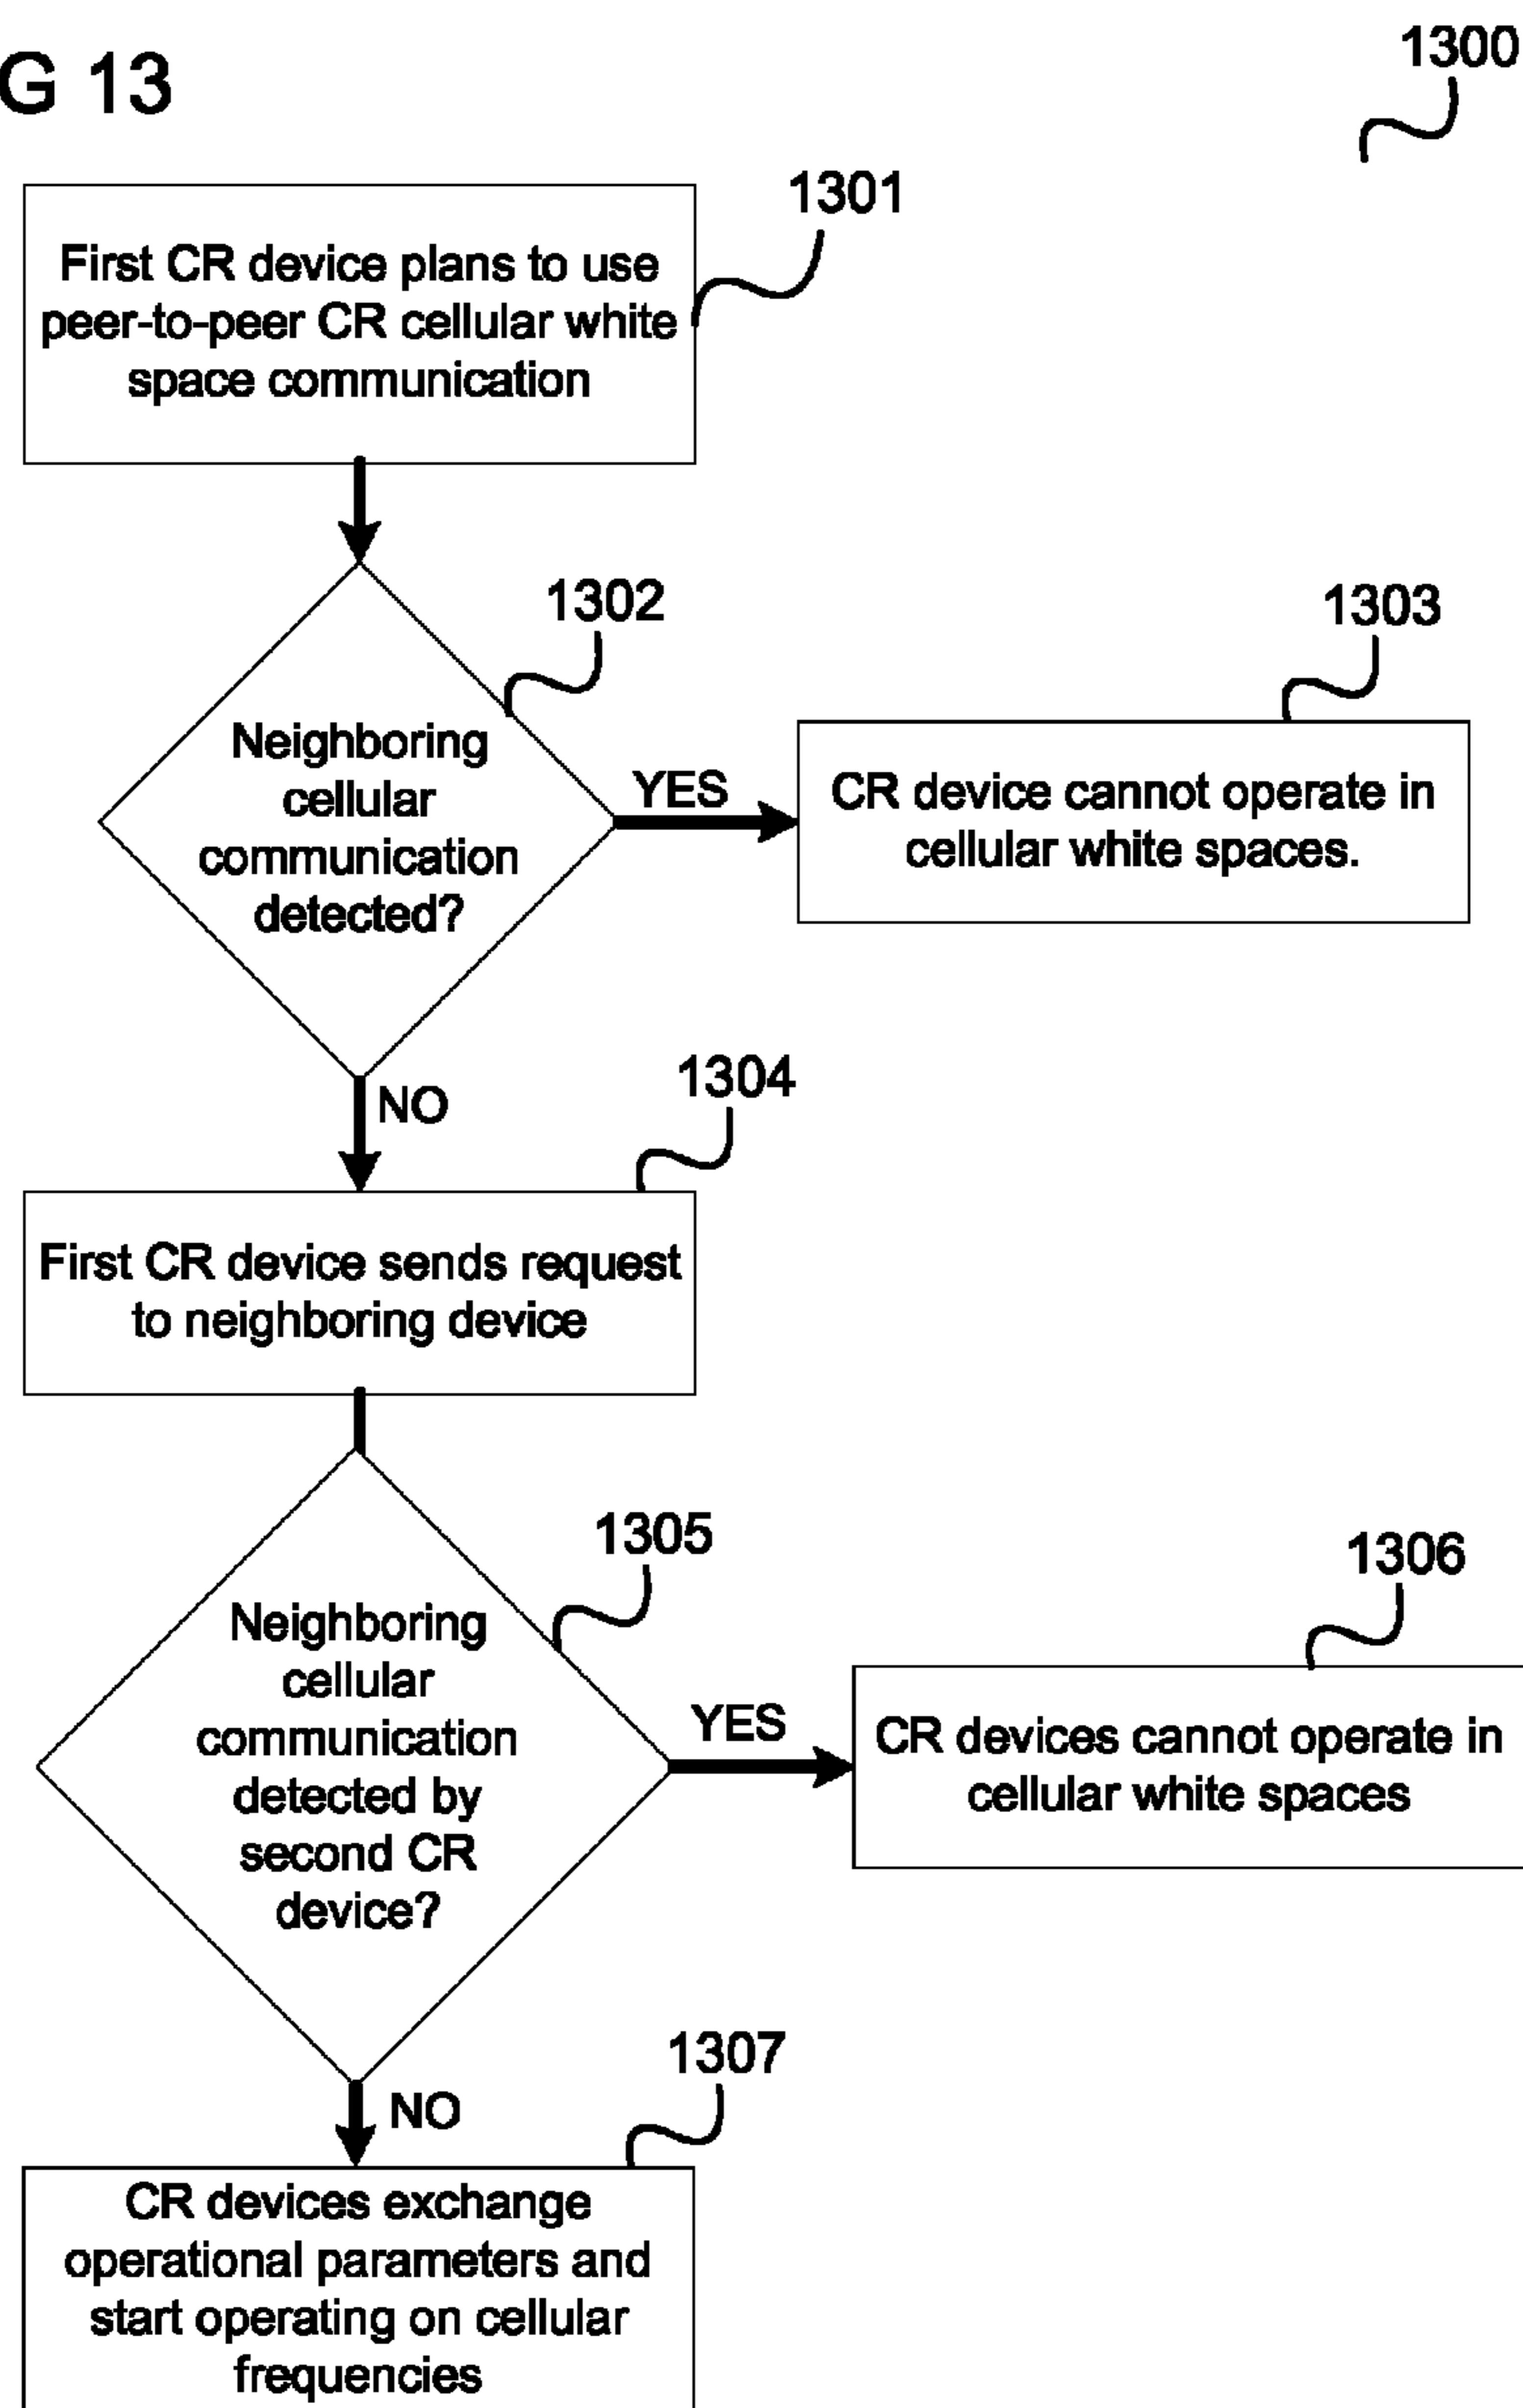 G 13
1300
1301
First CR device plans to use
peer-to-peer CR cellular white
space communication
1302
1303
Neighboring
cellular
communication
detected?
YES
CR device cannot operate in
cellular white spaces.
NO
1304
First CR device sends request
to neighboring device
1305
1306
Neighboring
cellular
communication
detected by
second CR
device?
YES
CR devices cannot operate in
cellular white spaces
NO
1307
CR devices exchange
operational parameters and
start operating on cellular
frequencies